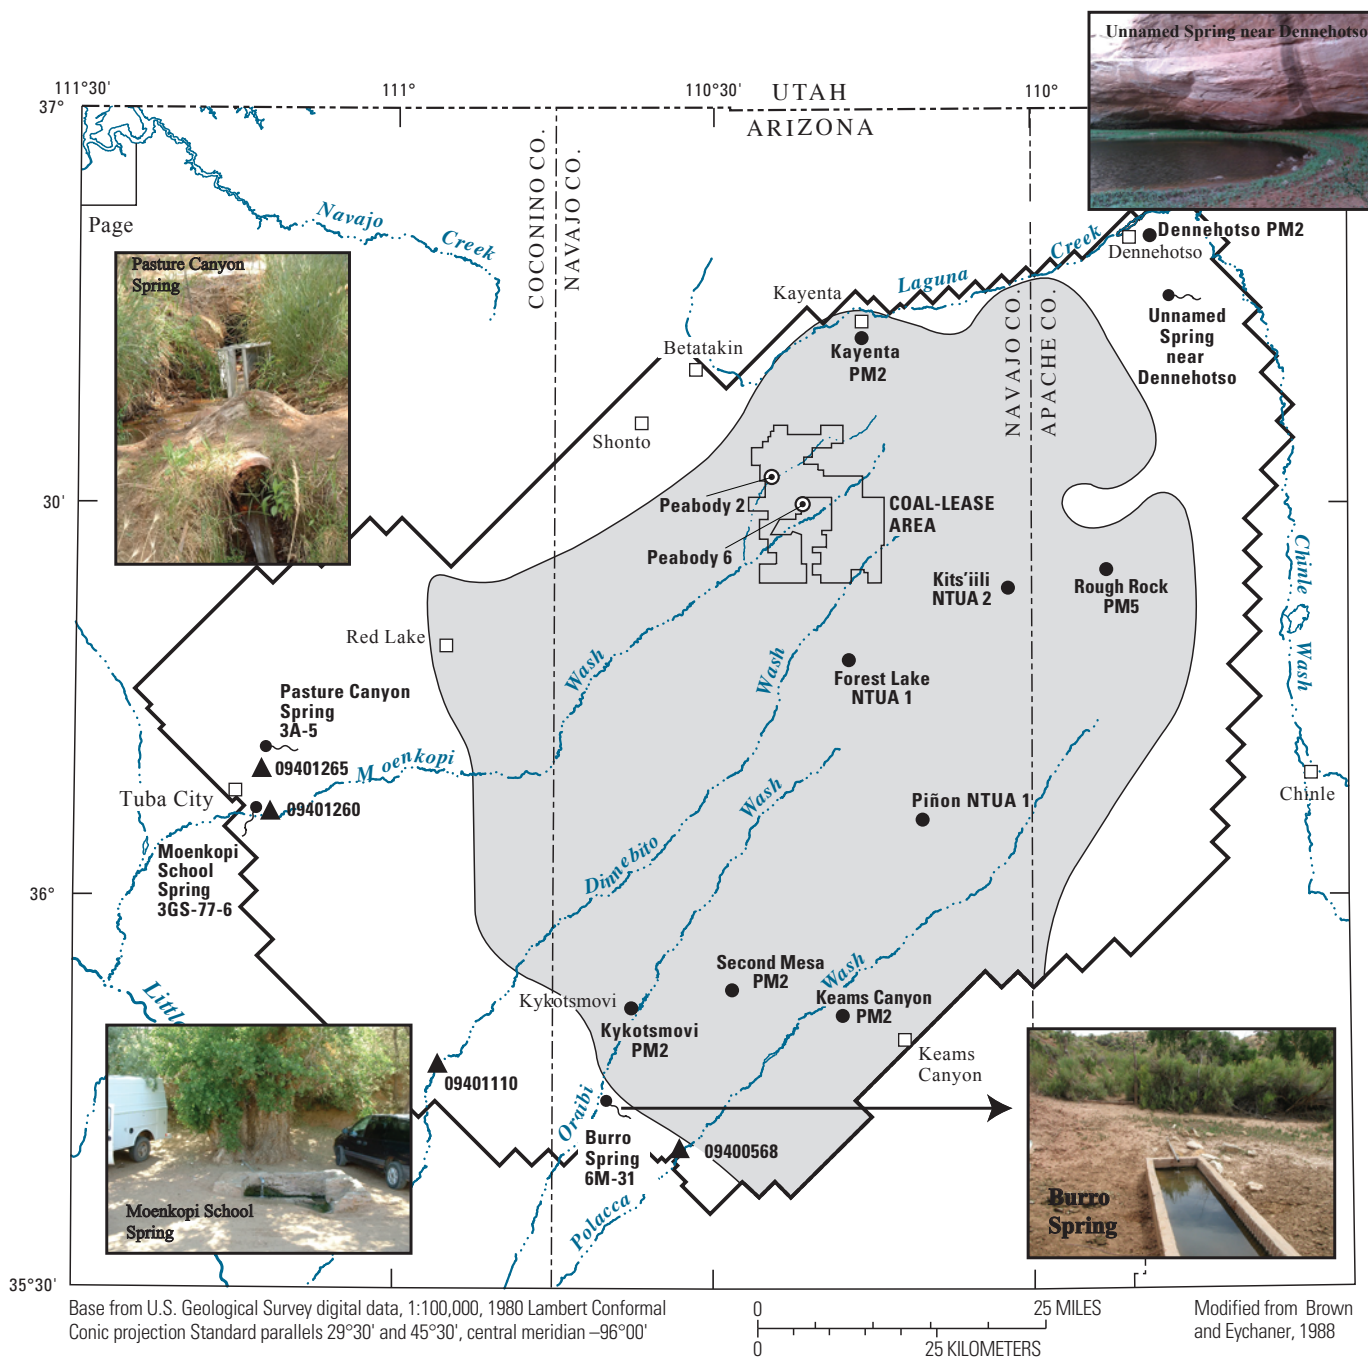 Unnamed Spring near Dennehotso
111°30'
111°
110°30'
110°
37°
UTAH
ARIZONA
COCONINO CO.
NAVAJO CO.
Page
Navajo
Creek
Pasture Canyon
Spring
Laguna
Creek
Dennehotso PM2
Dennehotso
Kayenta
Kayenta
PM2
Betatakin
NAVAJO CO.
APACHE CO.
Unnamed
Spring
near
Dennehotso
Shonto
30'
Peabody 2
COAL-LEASE
AREA
Peabody 6
Kits'iili
NTUA 2
Rough Rock
PM5
Chinle
Wash
Red Lake
Wash
Wash
Forest Lake
NTUA 1
Pasture Canyon
Spring
3A-5
09401265
Moenkopi
Tuba City
09401260
Wash
Piñon NTUA 1
Chinle
Moenkopi
School
Spring
3GS-77-6
Dinnebito
36°
Second Mesa
PM2
Wash
Keams Canyon
PM2
Little
Kykotsmovi
Kykotsmovi
PM2
Keams
Canyon
09401110
Oraibi
Burro
Spring
6M-31
09400568
Polacca
Moenkopi School
Spring
Burro
Spring
35°30'
Base from U.S. Geological Survey digital data, 1:100,000, 1980 Lambert Conformal
Conic projection Standard parallels 29°30' and 45°30', central meridian –96°00'
0
25 MILES
0
25 KILOMETERS
Modified from Brown
and Eychaner, 1988